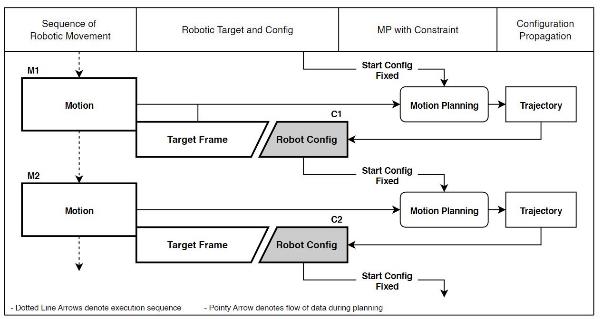 Sequence of
Robotic Movement
Robotic Target and Config
MP with Constraint
Configuration
Propagation
M1
Start Config
Fixed
Motion
Motion Planning
Trajectory
C1
Target Frame
Robot Config
M2
Start Config
Fixed
Motion
Motion Planning
Trajectory
C2
Target Frame
Robot Config
Start Config
Fixed
- Dotted Line Arrows denote execution sequence
- Pointy Arrow denotes flow of data during planning